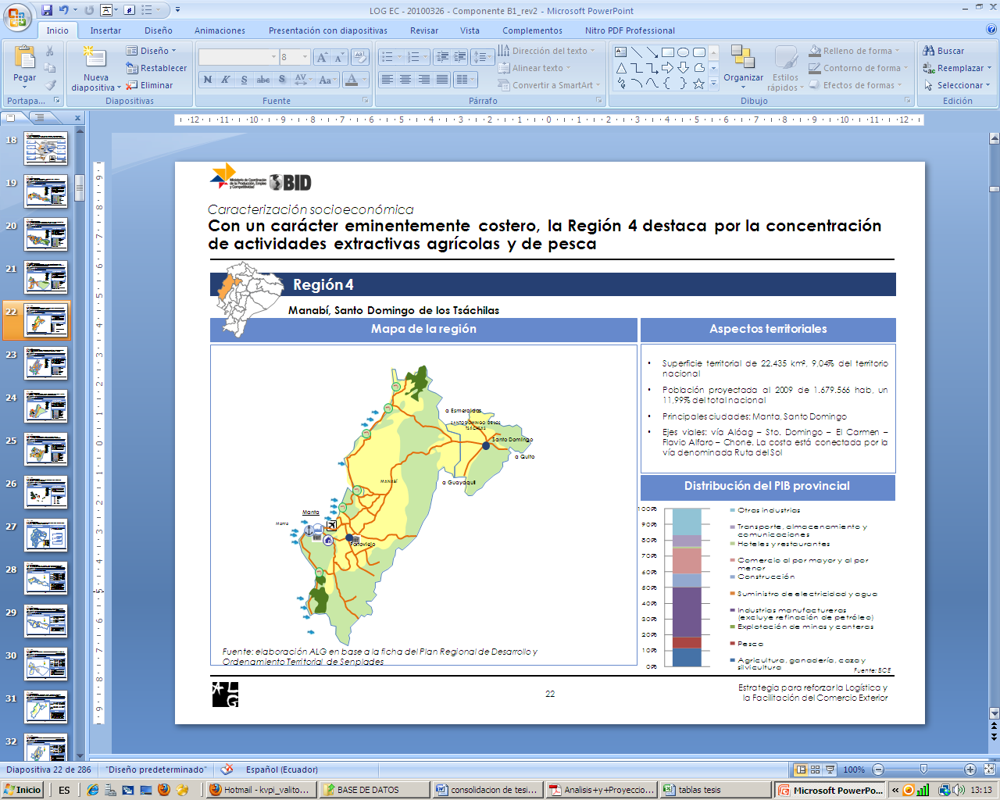 LOG EC - 20100326 - Componente B1_rev2 - Microsoft PowerPoint
Inicio
Insertar
Diseño
Animaciones
Presentación con diapositivas
Revisar
Vista
Complementos
Nitro PDF Professional
Pegar
Nueva
diapositiva
Diseño
Restablecer
Eliminar
8
N K S abc S AV Aa A
Dirección del texto
Alinear texto
Convertir a SmartArt
Organizar
Estilos
rápidos
Relleno de forma
Contorno de forma
Efectos de formas
Buscar
Reemplazar
Seleccionar
Portapa...
Diapositivas
Fuente
Párrafo
Dibujo
Edición
18
19
20
21
22
23
24
25
26
27
28
29
30
31
32
Ministerio de Coordinación
de la Producción, Empleo
y Competitividad
BID
Caracterización socioeconómica
Con un carácter eminentemente costero, la Región 4 destaca por la concentración
de actividades extractivas agrícolas y de pesca
Región 4
Manabí, Santo Domingo de los Tsáchilas
Mapa de la región
Aspectos territoriales
a Esmeraldas
SANTO DOMINGO DE LOS
TSÁCHILAS
Santo Domingo
a Quito
a Guayaquil
MANABÍ
Manta
Manta
Portoviejo
Fuente: elaboración ALG en base a la ficha del Plan Regional de Desarrollo y
Ordenamiento Territorial de Senplades
• Superficie territorial de 22.435 km², 9,04% del territorio
nacional
• Población proyectada al 2009 de 1.679.566 hab, un
11,99% del total nacional
• Principales ciudades: Manta, Santo Domingo
• Ejes viales: vía Alóag – Sto. Domingo – El Carmen –
Flavio Alfaro – Chone. La costa está conectada por la
vía denominada Ruta del Sol
Distribución del PIB provincial
100%
90%
80%
70%
60%
50%
40%
30%
20%
10%
0%
Otras industrias
Transporte, almacenamiento y
comunicaciones
Hoteles y restaurantes
Comercio al por mayor y al por
menor
Construcción
Suministro de electricidad y agua
Industrias manufactureras
(excluye refinación de petróleo)
Explotación de minas y canteras
Pesca
Agricultura, ganadería, caza y
silvicultura
Fuente: BCE
22
Estrategia para reforzar la Logística y
la Facilitación del Comercio Exterior
Diapositiva 22 de 286
"Diseño predeterminado"
Español (Ecuador)
100%
Inicio
ES
Hotmail - kvpi_valito...
BASE DE DATOS
consolidacion de tesi...
Analisis+y+Proyeccio...
tablas tesis
Microsoft PowerPo...
13:13